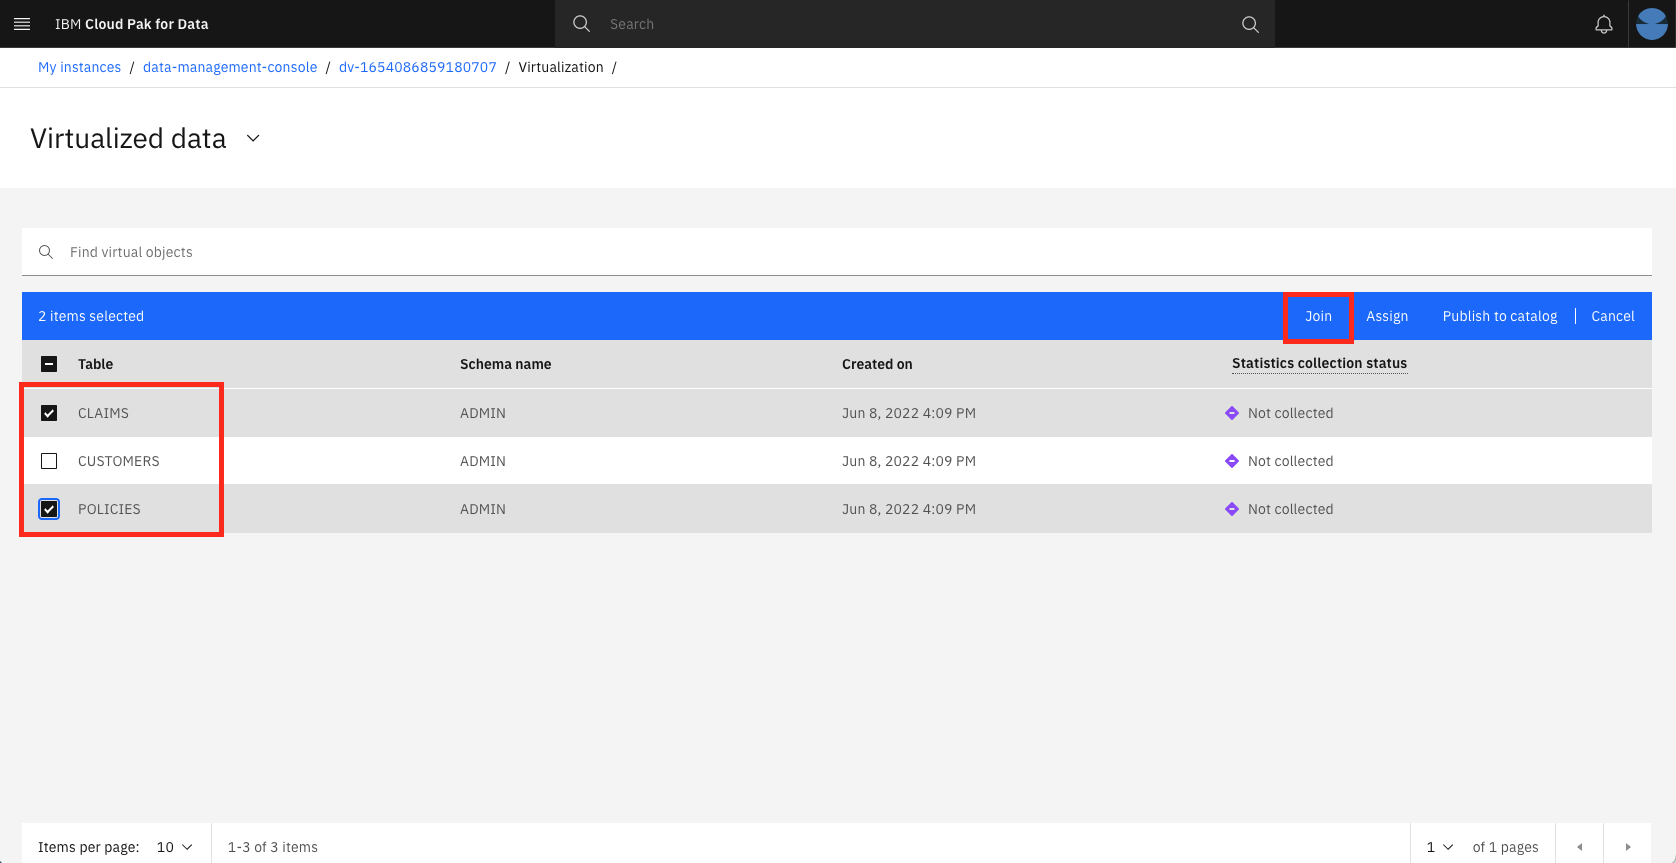 IBM Cloud Pak for Data
Search
My instances / data-management-console / dv-1654086859180707 / Virtualization /
Virtualized data
Find virtual objects
2 items selected Join Assign Publish to catalog | Cancel
Table Schema name Created on Statistics collection status
CLAIMS ADMIN Jun 8, 2022 4:09 PM Not collected
CUSTOMERS ADMIN Jun 8, 2022 4:09 PM Not collected
POLICIES ADMIN Jun 8, 2022 4:09 PM Not collected
Items per page: 10 1-3 of 3 items 1 of 1 pages